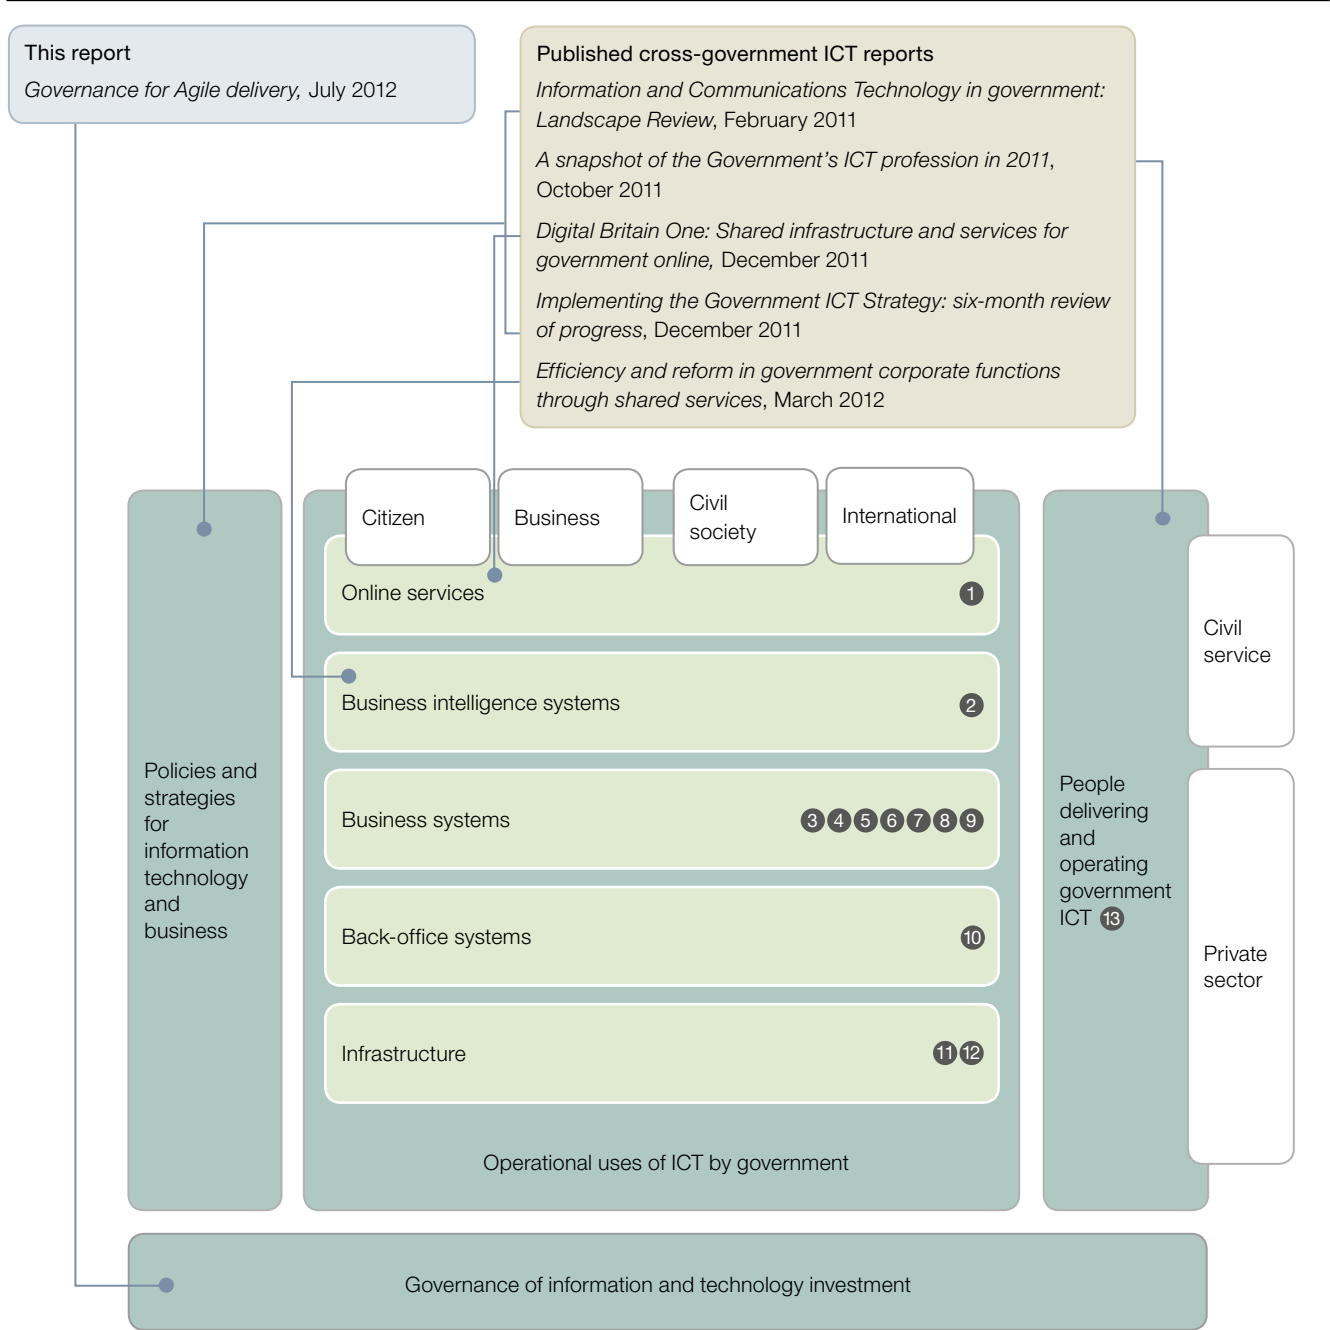 This report
Governance for Agile delivery, July 2012
Published cross-government ICT reports
Information and Communications Technology in government:
Landscape Review, February 2011
A snapshot of the Government’s ICT profession in 2011,
October 2011
Digital Britain One: Shared infrastructure and services for
government online, December 2011
Implementing the Government ICT Strategy: six-month review
of progress, December 2011
Efficiency and reform in government corporate functions
through shared services, March 2012
Citizen
Business
Civil
society
International
Online services 1
Business intelligence systems 2
Business systems 3 4 5 6 7 8 9
Back-office systems 10
Infrastructure 11 12
Operational uses of ICT by government
Policies and
strategies
for
information
technology
and
business
People
delivering
and
operating
government
ICT 13
Civil
service
Private
sector
Governance of information and technology investment